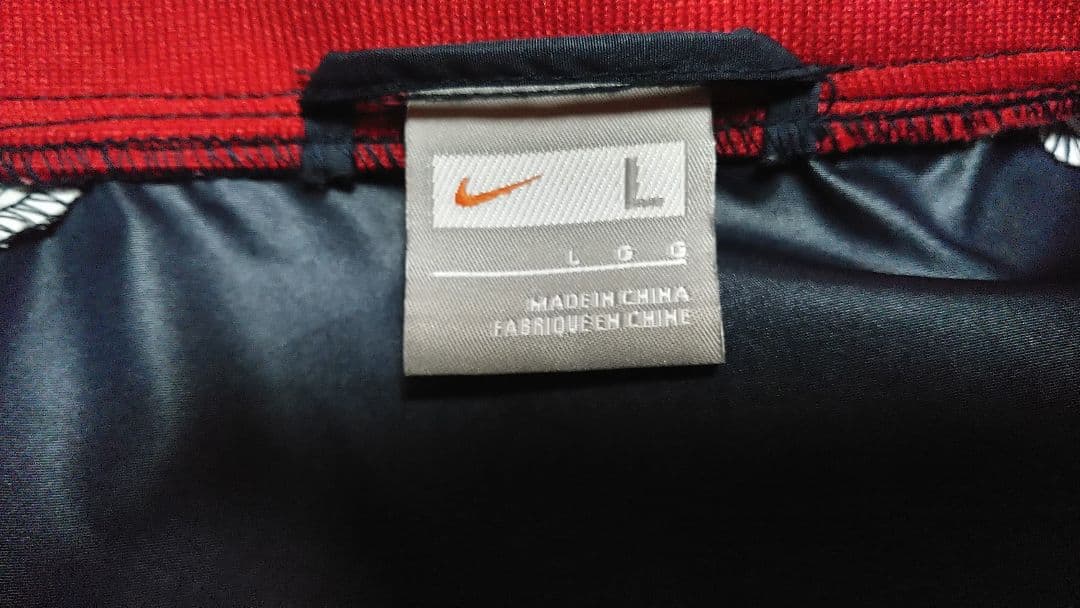 L
L G G
MADE IN CHINA
FABRIQUE EN CHINE